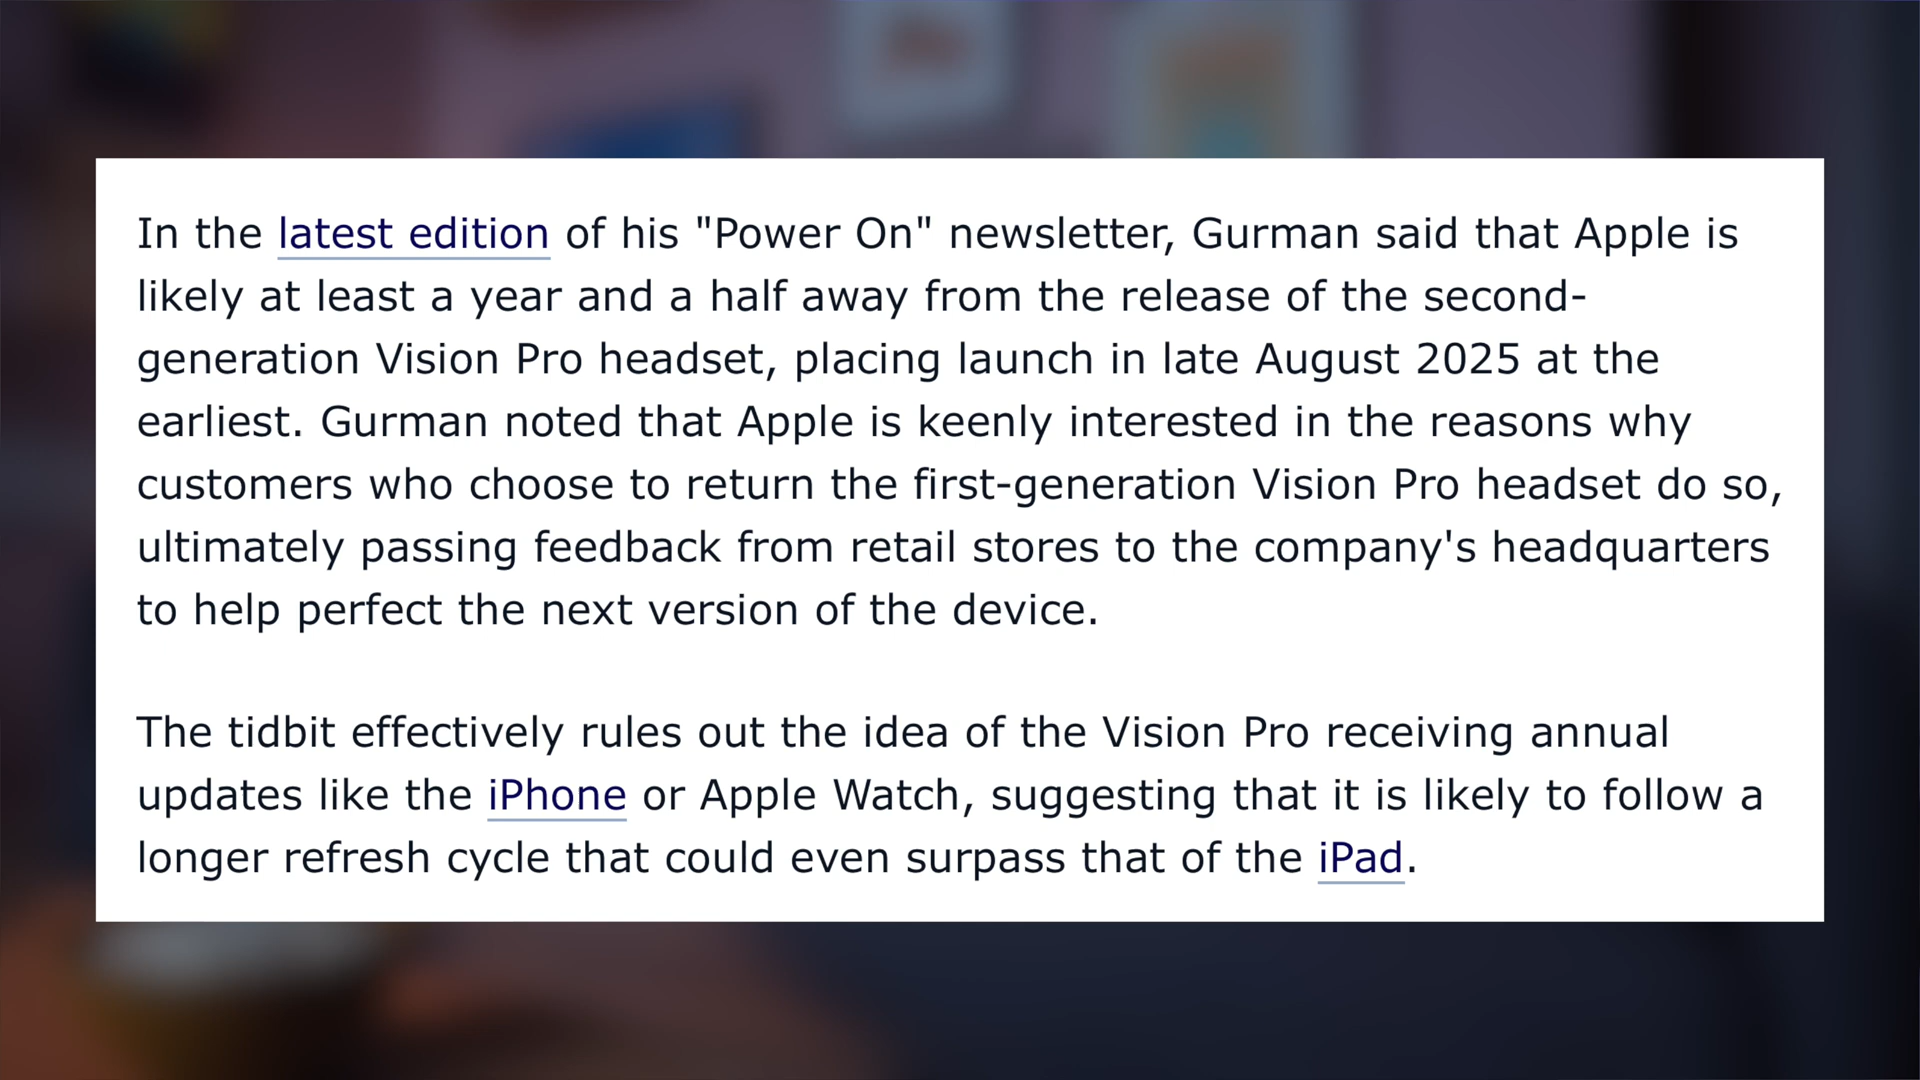 In the latest edition of his "Power On" newsletter, Gurman said that Apple is
likely at least a year and a half away from the release of the second-
generation Vision Pro headset, placing launch in late August 2025 at the
earliest. Gurman noted that Apple is keenly interested in the reasons why
customers who choose to return the first-generation Vision Pro headset do so,
ultimately passing feedback from retail stores to the company's headquarters
to help perfect the next version of the device.
The tidbit effectively rules out the idea of the Vision Pro receiving annual
updates like the iPhone or Apple Watch, suggesting that it is likely to follow a
longer refresh cycle that could even surpass that of the iPad.